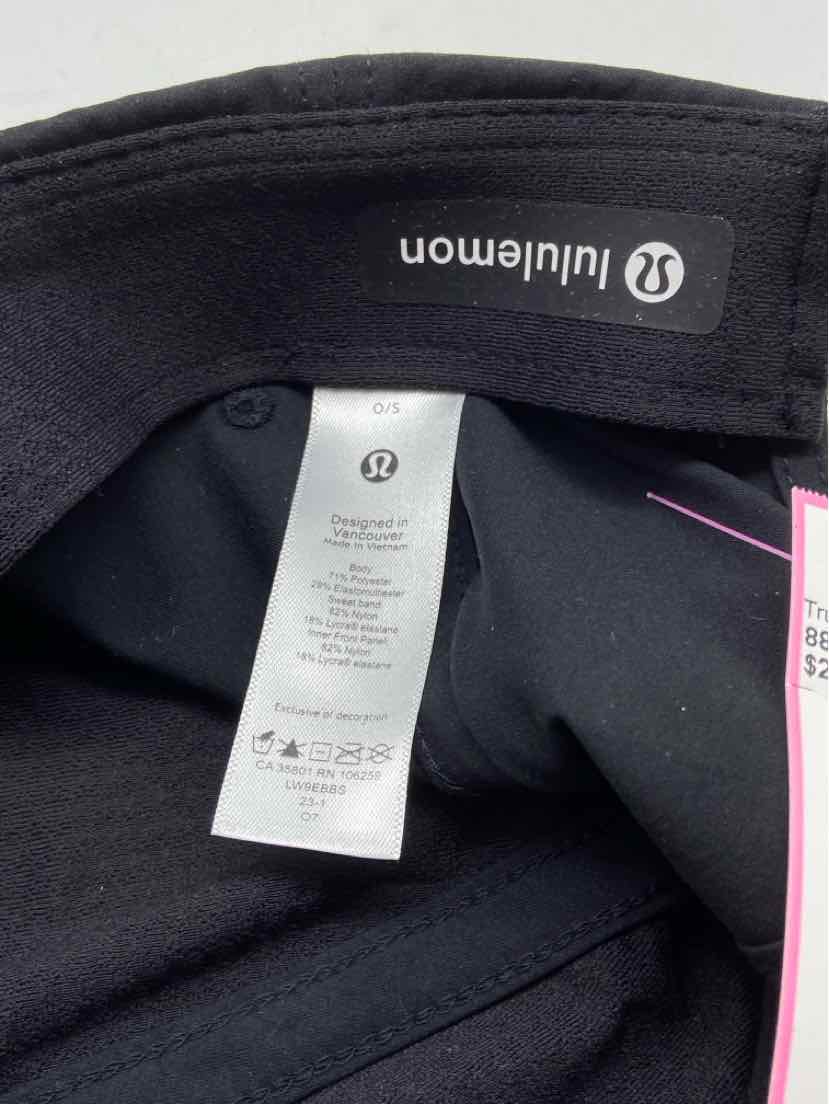 lululemon
O/S
Designed in
Vancouver
Made in Vietnam
Body
71% Polyester
29% Elastomultiester
Sweat band
82% Nylon
18% Lycra® elastane
Inner Front Panel
82% Nylon
18% Lycra® elastane
Exclusive of decoration
CA 35801 RN 106259
LW9EBBS
23-1
O7
Tru
88
$2